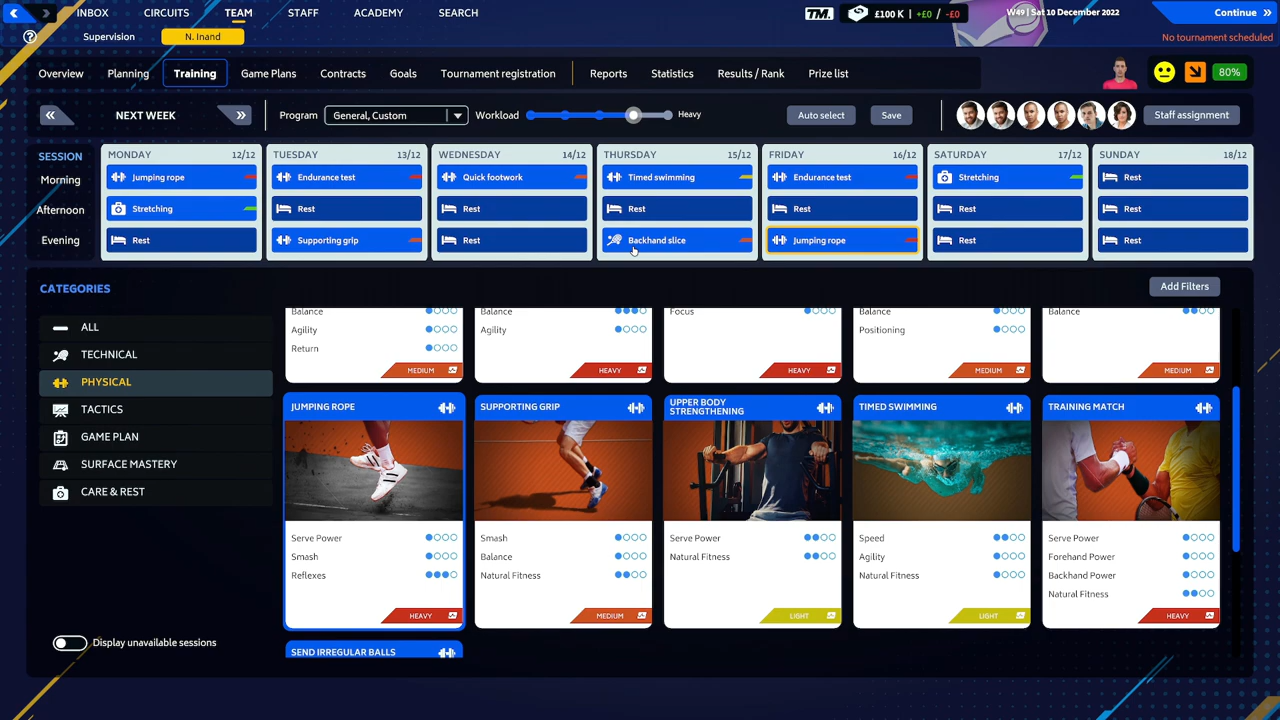 INBOX CIRCUITS TEAM STAFF ACADEMY SEARCH
TM. £100 K | +£0 / -£0 W49 | Sat 10 December 2022 Continue
Supervision N. Inand No tournament scheduled
Overview Planning Training Game Plans Contracts Goals Tournament registration Reports Statistics Results / Rank Prize list 80%
NEXT WEEK Program General, Custom Workload Heavy Auto select Save Staff assignment
SESSION MONDAY 12/12 TUESDAY 13/12 WEDNESDAY 14/12 THURSDAY 15/12 FRIDAY 16/12 SATURDAY 17/12 SUNDAY 18/12
Morning Jumping rope Endurance test Quick footwork Timed swimming Endurance test Stretching Rest
Afternoon Stretching Rest Rest Rest Rest Rest Rest
Evening Rest Supporting grip Rest Backhand slice Jumping rope Rest Rest
CATEGORIES Add Filters
ALL
TECHNICAL
PHYSICAL
TACTICS
GAME PLAN
SURFACE MASTERY
CARE & REST
Display unavailable sessions
Balance
Agility
Return
MEDIUM
Balance
Agility
HEAVY
Focus
HEAVY
Balance
Positioning
MEDIUM
Balance
MEDIUM
JUMPING ROPE
Serve Power
Smash
Reflexes
HEAVY
SUPPORTING GRIP
Smash
Balance
Natural Fitness
MEDIUM
UPPER BODY
STRENGTHENING
Serve Power
Natural Fitness
LIGHT
TIMED SWIMMING
Speed
Agility
Natural Fitness
LIGHT
TRAINING MATCH
Serve Power
Forehand Power
Backhand Power
Natural Fitness
HEAVY
SEND IRREGULAR BALLS